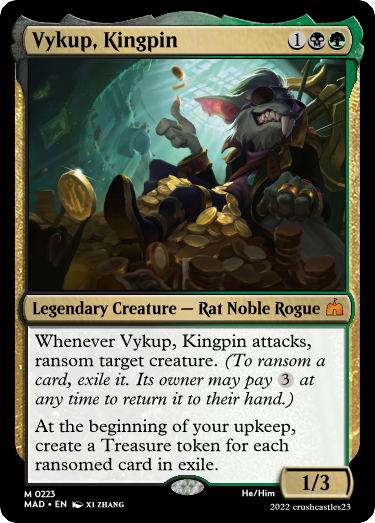 Vykup, Kingpin 1
Legendary Creature — Rat Noble Rogue
Whenever Vykup, Kingpin attacks,
ransom target creature. (To ransom a
card, exile it. Its owner may pay 3 at
any time to return it to their hand.)
At the beginning of your upkeep,
create a Treasure token for each
ransomed card in exile.
1/3
M 0223 He/Him
MAD • EN XI ZHANG 2022 crushcastles23